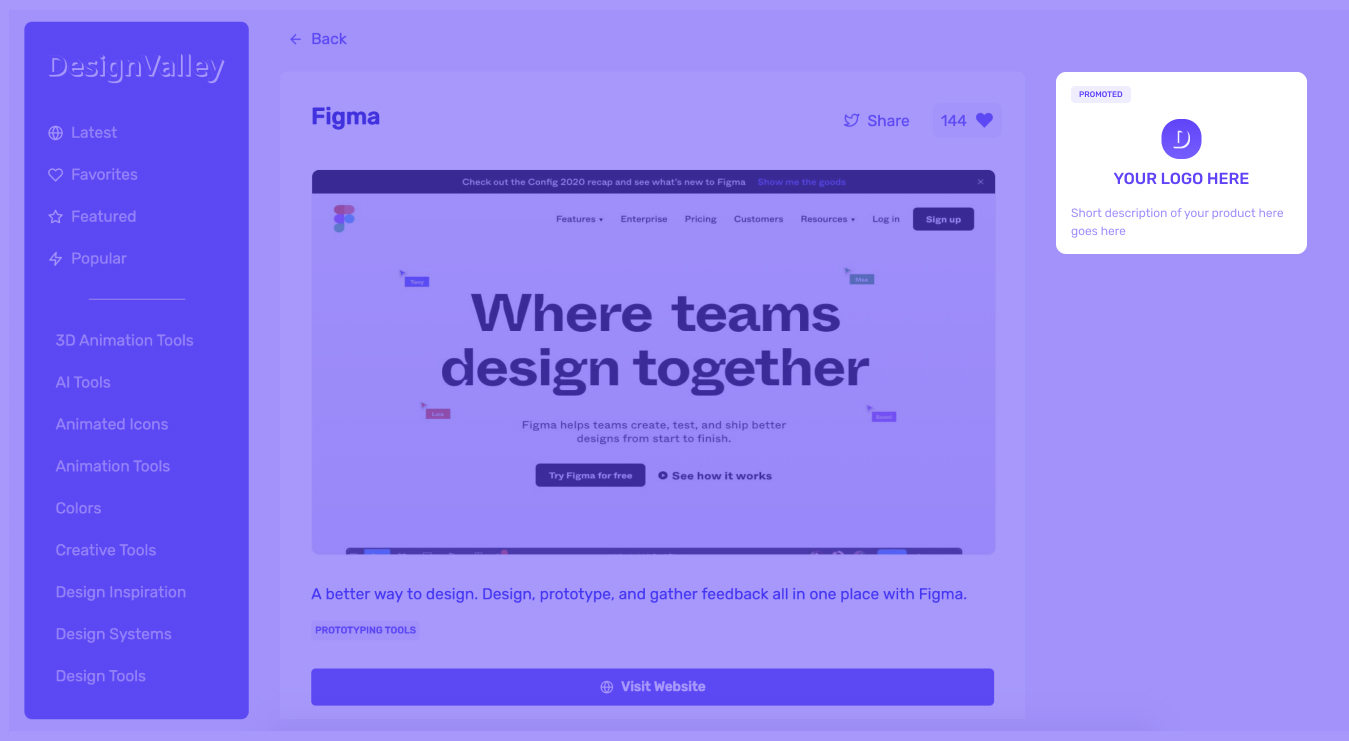 DesignValley
Latest
Favorites
Featured
Popular
3D Animation Tools
AI Tools
Animated Icons
Animation Tools
Colors
Creative Tools
Design Inspiration
Design Systems
Design Tools
Back
Figma
Share
144
Check out the Config 2020 recap and see what's new to Figma Show me the goods
Features Enterprise Pricing Customers Resources Log in Sign up
Where teams
design together
Figma helps teams create, test, and ship better
designs from start to finish.
Try Figma for free See how it works
A better way to design. Design, prototype, and gather feedback all in one place with Figma.
PROTOTYPING TOOLS
Visit Website
PROMOTED
D
YOUR LOGO HERE
Short description of your product here
goes here